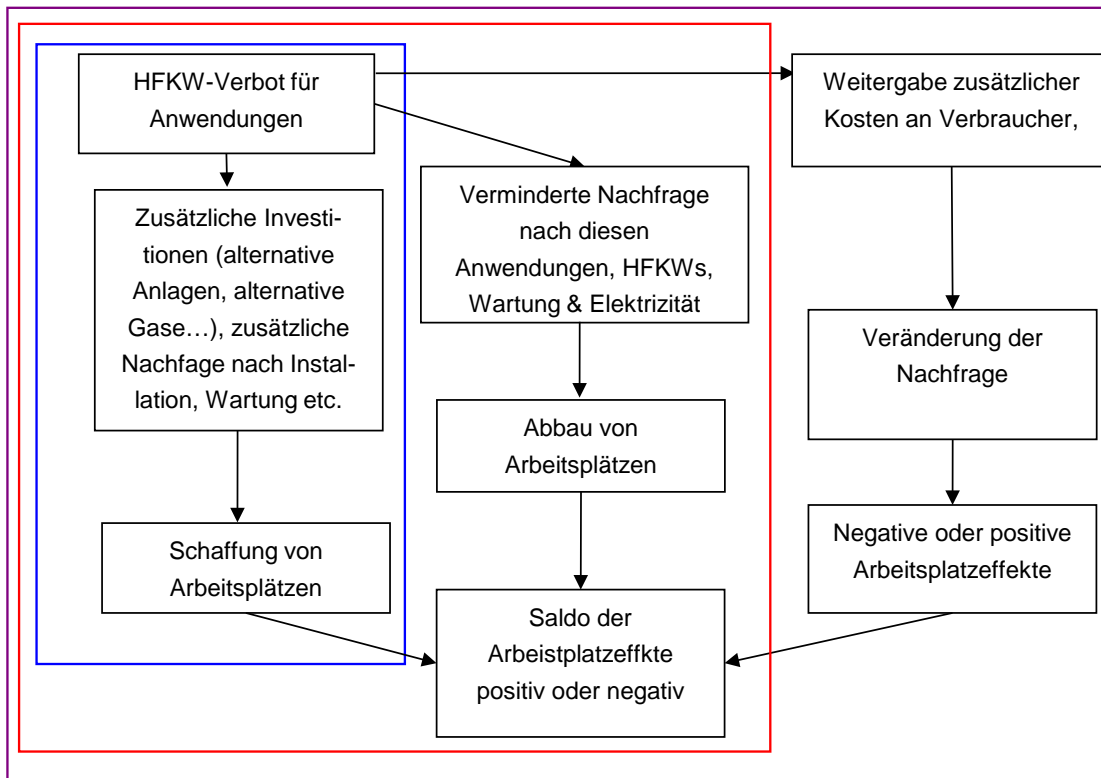 HFKW-Verbot für
Anwendungen
Zusätzliche Investi-
tionen (alternative
Anlagen, alternative
Gase…), zusätzliche
Nachfage nach Instal-
lation, Wartung etc.
Schaffung von
Arbeitsplätzen
Verminderte Nachfrage
nach diesen
Anwendungen, HFKWs,
Wartung & Elektrizität
Abbau von
Arbeitsplätzen
Saldo der
Arbeistplatzeffkte
positiv oder negativ
Weitergabe zusätzlicher
Kosten an Verbraucher,
Veränderung der
Nachfrage
Negative oder positive
Arbeitsplatzeffekte